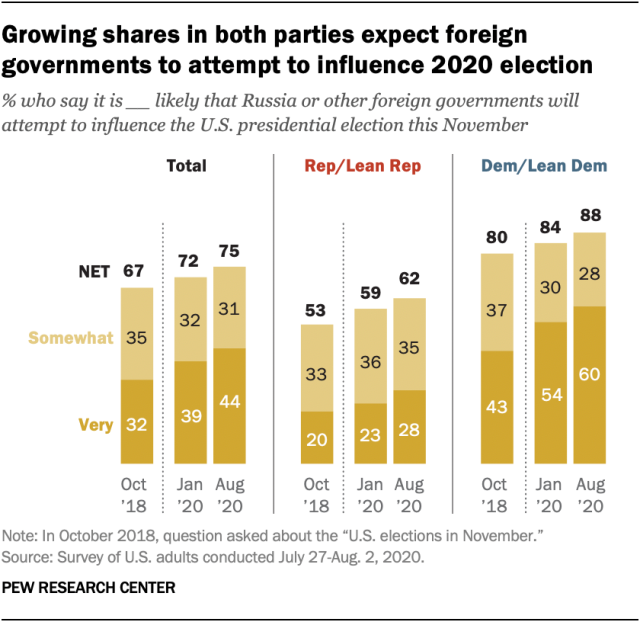 Growing shares in both parties expect foreign
governments to attempt to influence 2020 election
% who say it is __ likely that Russia or other foreign governments will
attempt to influence the U.S. presidential election this November
Total
Rep/Lean Rep
Dem/Lean Dem
NET 67 72 75 53 59 62 80 84 88
Somewhat 35 32 31 33 36 35 37 30 28
Very 32 39 44 20 23 28 43 54 60
Oct Jan Aug Oct Jan Aug Oct Jan Aug
’18 ’20 ’20 ’18 ’20 ’20 ’18 ’20 ’20
Note: In October 2018, question asked about the “U.S. elections in November.”
Source: Survey of U.S. adults conducted July 27-Aug. 2, 2020.
PEW RESEARCH CENTER